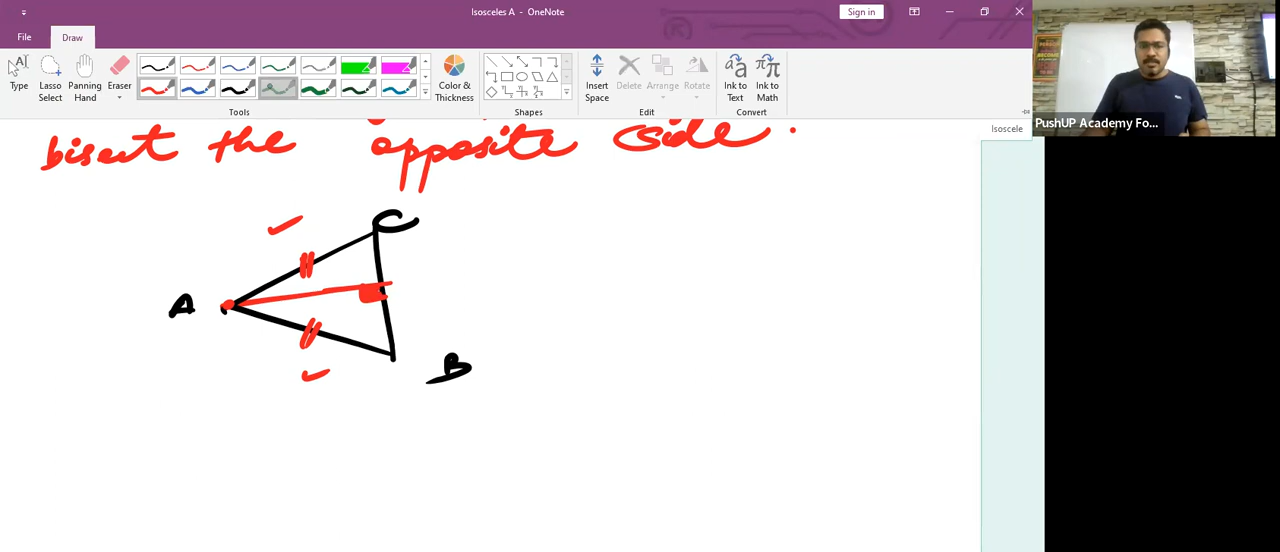 Isosceles A - OneNote
Sign in
File
Draw
Type
Lasso Select
Panning Hand
Eraser
Color & Thickness
Insert Space
Delete
Arrange
Rotate
Ink to Text
Ink to Math
Tools
Shapes
Edit
Convert
PushUP Academy Fo...
Isoscele
bisect the opposite side.
C
A
B